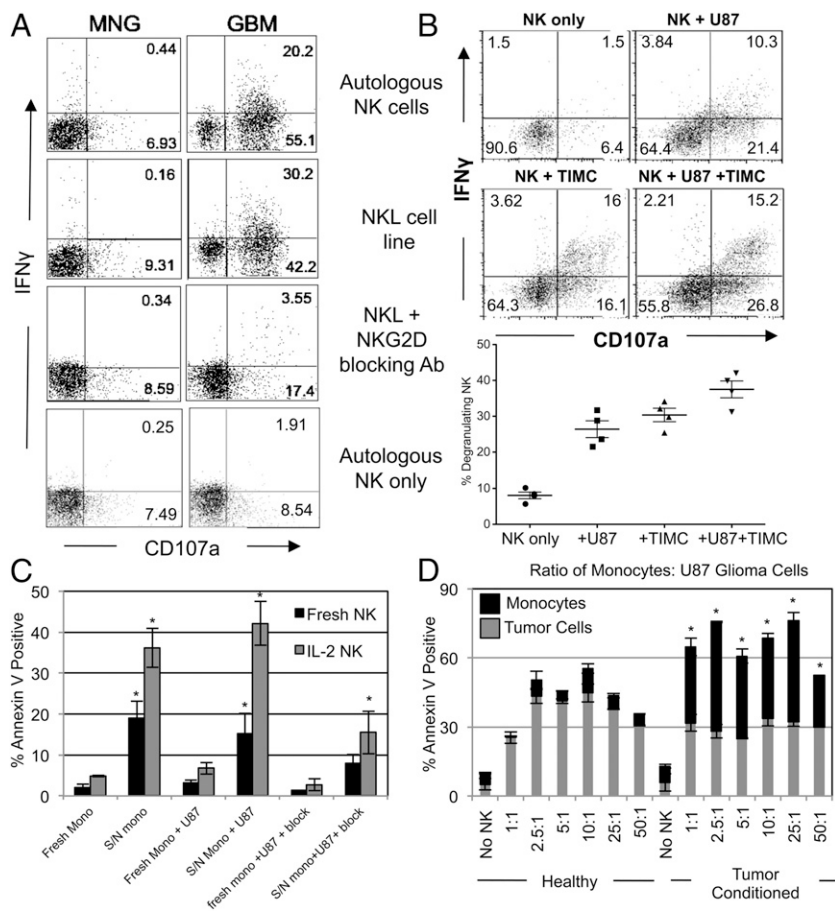 A
MNG GBM
0.44 20.2
6.93 55.1
Autologous
NK cells
0.16 30.2
9.31 42.2
NKL cell
line
0.34 3.55
8.59 17.4
NKL +
NKG2D
blocking Ab
0.25 1.91
7.49 8.54
Autologous
NK only
IFNγ
CD107a
B
NK only NK + U87
1.5 1.5 3.84 10.3
90.6 6.4 64.4 21.4
NK + TIMC NK + U87 +TIMC
3.62 16 2.21 15.2
64.3 16.1 55.8 26.8
IFNγ
CD107a
% Degranulating NK
50
40
30
20
10
0
NK only +U87 +TIMC +U87+TIMC
C
% Annexin V Positive
50
40
30
20
10
0
Fresh NK
IL-2 NK
* * * * *
Fresh Mono
S/N mono
Fresh Mono + U87
S/N Mono + U87
fresh mono +U87+ block
S/N mono+U87+ block
D
Ratio of Monocytes: U87 Glioma Cells
% Annexin V Positive
90
60
30
0
Monocytes
Tumor Cells
* * * * * *
No NK 1:1 2.5:1 5:1 10:1 25:1 50:1 No NK 1:1 2.5:1 5:1 10:1 25:1 50:1
Healthy Tumor
Conditioned